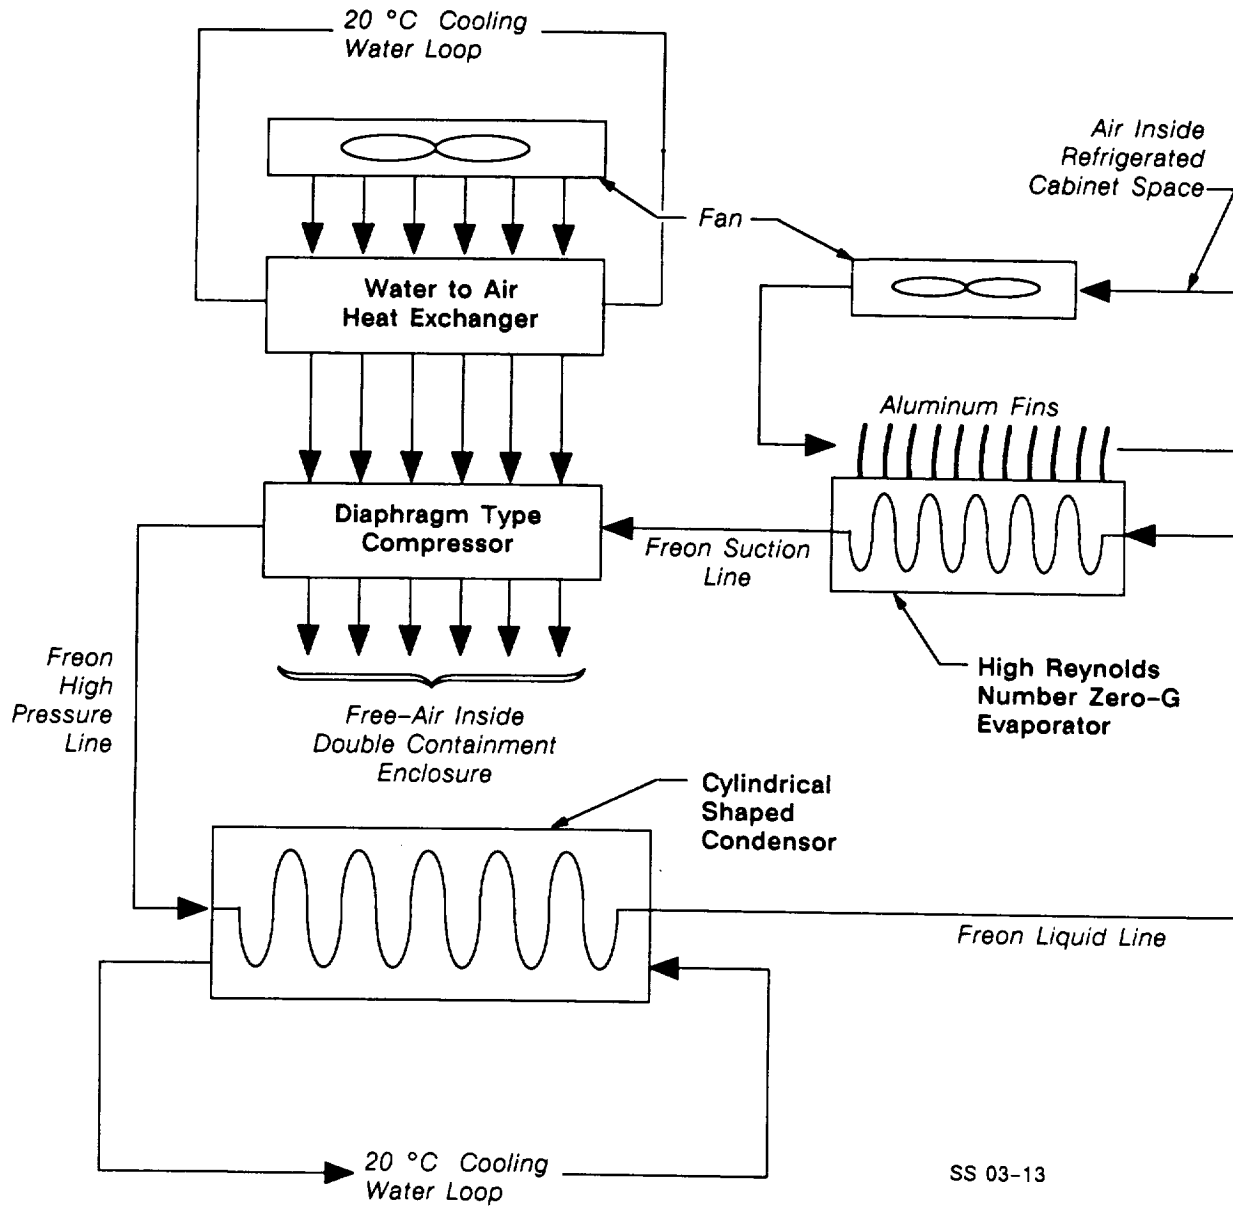 20 °C Cooling
Water Loop
Air Inside
Refrigerated
Cabinet Space
Fan
Water to Air
Heat Exchanger
Aluminum Fins
Diaphragm Type
Compressor
Freon Suction
Line
Freon
High
Pressure
Line
High Reynolds
Number Zero-G
Evaporator
Free-Air Inside
Double Containment
Enclosure
Cylindrical
Shaped
Condensor
Freon Liquid Line
20 °C Cooling
Water Loop
SS 03-13